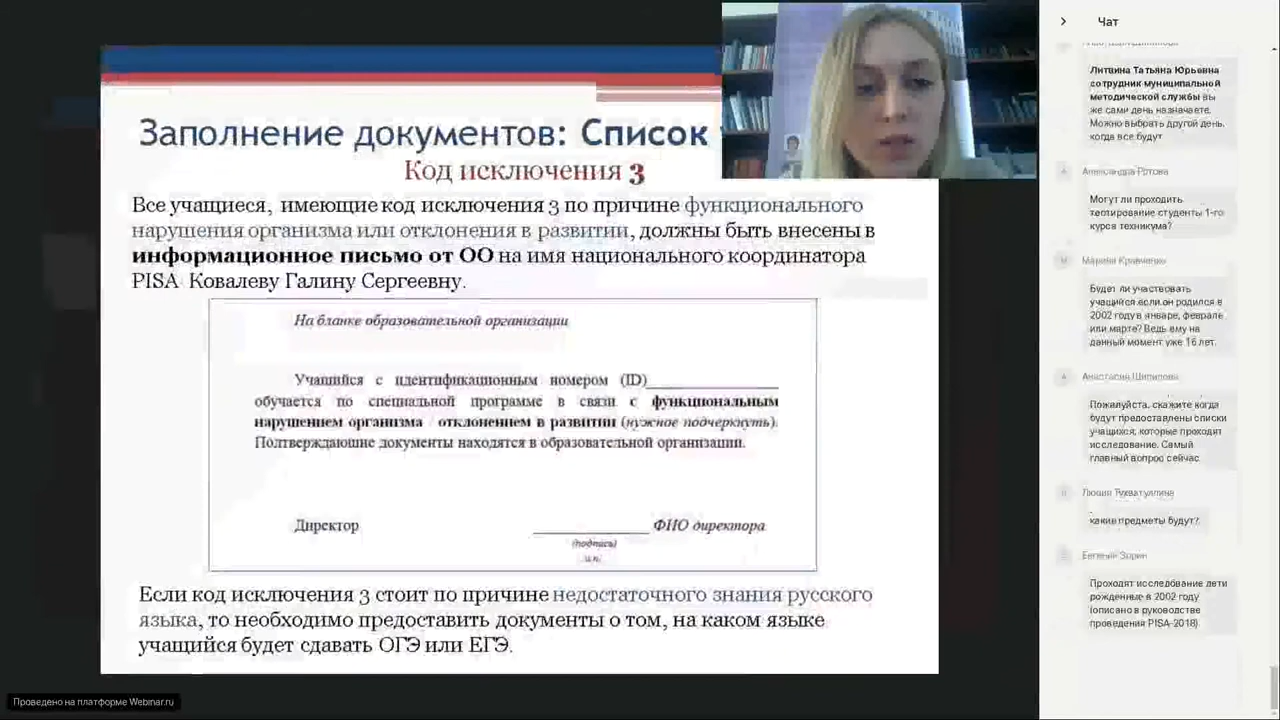 Заполнение документов: Список
Код исключения 3
Все учащиеся, имеющие код исключения 3 по причине функционального
нарушения организма или отклонения в развитии, должны быть внесены в
информационное письмо от ОО на имя национального координатора
PISA Ковалеву Галину Сергеевну.
На бланке образовательной организации
Учащийся с идентификационным номером (ID)
обучается по специальной программе в связи с функциональным
нарушением организма / отклонением в развитии (нужное подчеркнуть).
Подтверждающие документы находятся в образовательной организации.
Директор
ФИО директора
(подпись)
м.п.
Если код исключения 3 стоит по причине недостаточного знания русского
языка, то необходимо предоставить документы о том, на каком языке
учащийся будет сдавать ОГЭ или ЕГЭ.
Проведено на платформе Webinar.ru
Чат
Литвина Татьяна Юрьевна
сотрудник муниципальной
методической службы вы
же сами день назначаете.
Можно выбрать другой день,
когда все будут
Александра Ротова
Могут ли проходить
тестирование студенты 1-го
курса техникума?
Марина Кравченко
Будет ли участвовать
учащийся.если он родился в
2002 году в январе, феврале
или марте? Ведь ему на
данный момент уже 16 лет.
Анастасия Шипилова
Пожалуйста, скажите когда
будут предоставлены списки
учащихся, которые проходят
исследование. Самый
главный вопрос сейчас
Люция Тухватуллина
какие предметы будут?
Евгений Зорин
Проходят исследование дети
рожденные в 2002 году
(описано в руководстве
проведения PISA-2018)